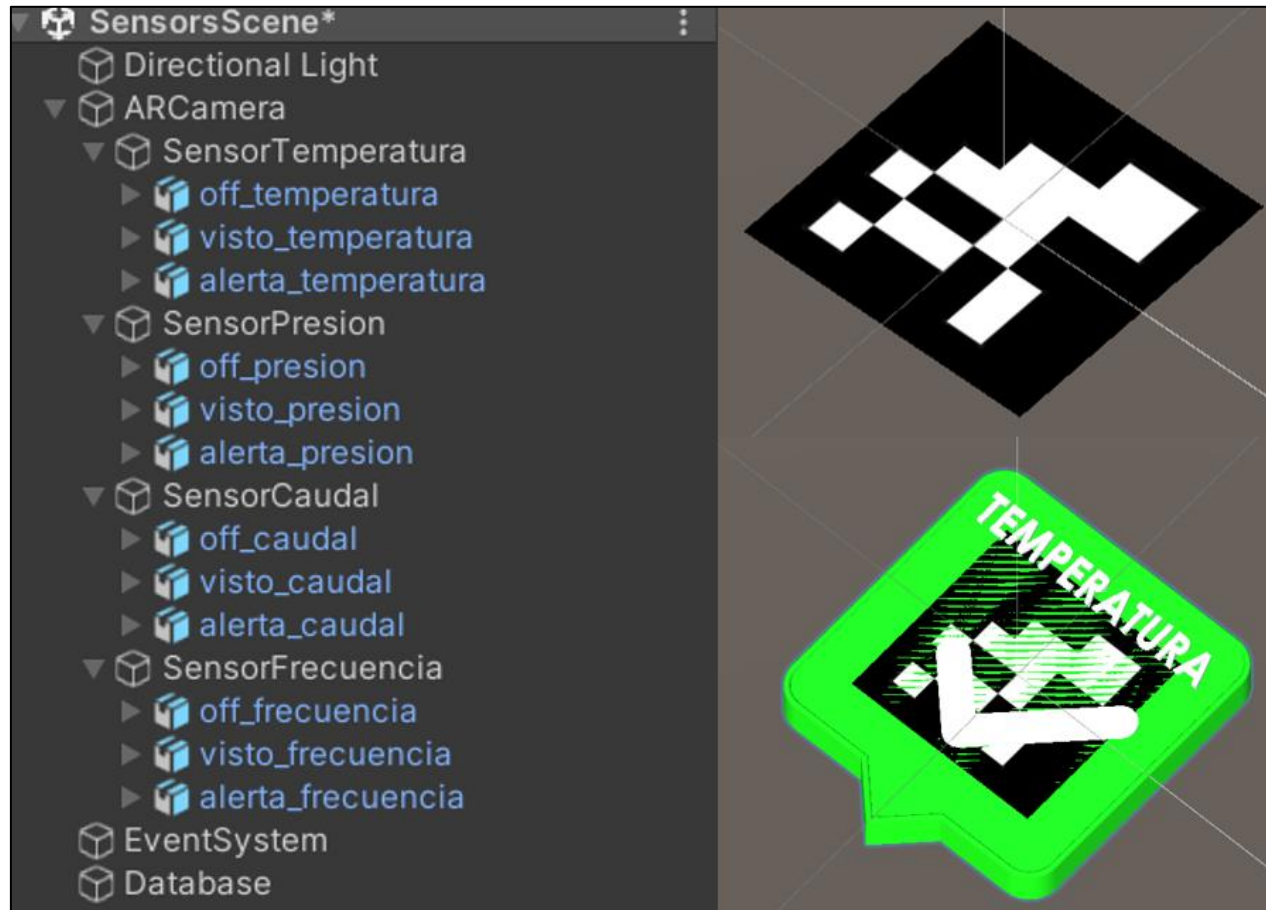 SensorsScene*
Directional Light
ARCamera
SensorTemperatura
off_temperatura
visto_temperatura
alerta_temperatura
SensorPresion
off_presion
visto_presion
alerta_presion
SensorCaudal
off_caudal
visto_caudal
alerta_caudal
SensorFrecuencia
off_frecuencia
visto_frecuencia
alerta_frecuencia
EventSystem
Database
TEMPERATURA